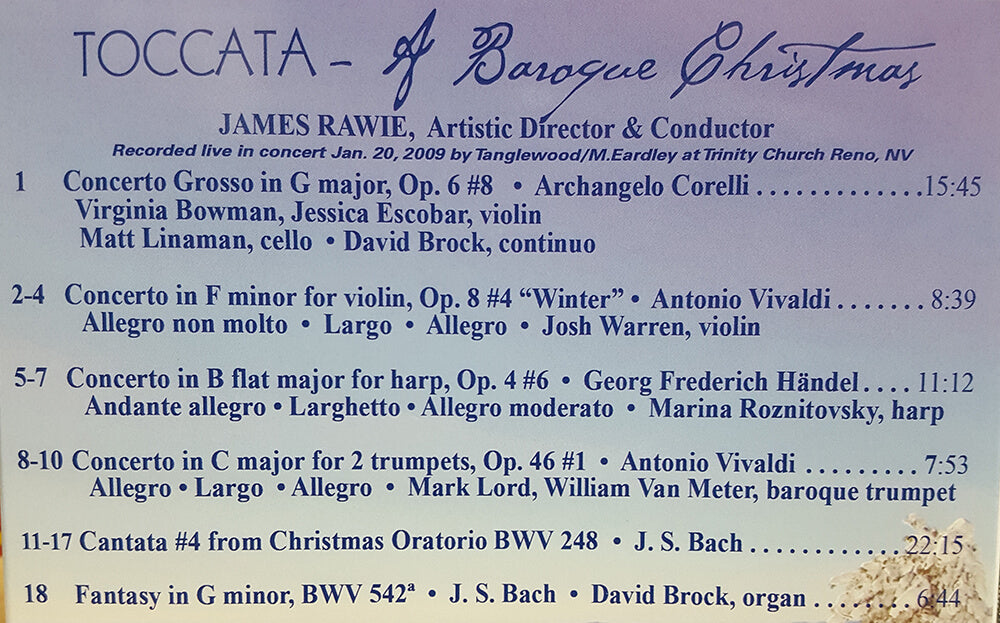 TOCCATA - A Baroque Christmas
JAMES RAWIE, Artistic Director & Conductor
Recorded live in concert Jan. 20, 2009 by Tanglewood/M.Eardley at Trinity Church Reno, NV
1 Concerto Grosso in G major, Op. 6 #8 • Archangelo Corelli . . . . . . . . . . . . .15:45
Virginia Bowman, Jessica Escobar, violin
Matt Linaman, cello • David Brock, continuo
2-4 Concerto in F minor for violin, Op. 8 #4 “Winter” • Antonio Vivaldi . . . . . . . 8:39
Allegro non molto • Largo • Allegro • Josh Warren, violin
5-7 Concerto in B flat major for harp, Op. 4 #6 • Georg Frederich Händel. . . . 11:12
Andante allegro • Larghetto • Allegro moderato • Marina Roznitovsky, harp
8-10 Concerto in C major for 2 trumpets, Op. 46 #1 • Antonio Vivaldi . . . . . . . . . 7:53
Allegro • Largo • Allegro • Mark Lord, William Van Meter, baroque trumpet
11-17 Cantata #4 from Christmas Oratorio BWV 248 • J. S. Bach . . . . . . . . . . . . 22:15
18 Fantasy in G minor, BWV 542ª • J. S. Bach • David Brock, organ . . . . . . . . 6:44